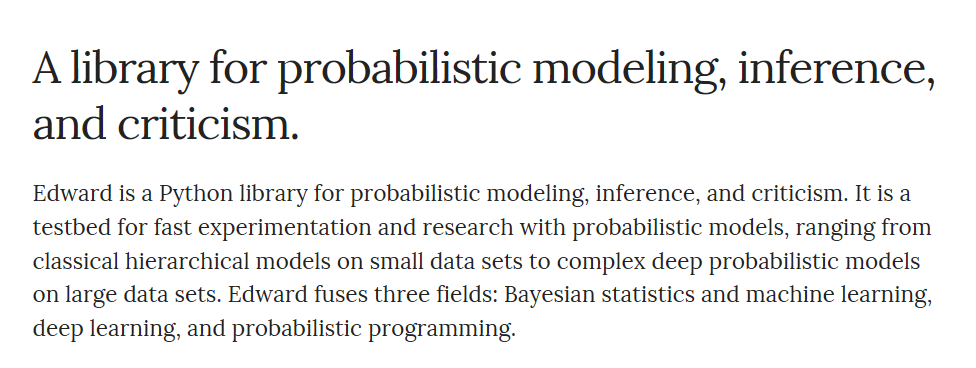 A library for probabilistic modeling, inference,
and criticism.
Edward is a Python library for probabilistic modeling, inference, and criticism. It is a
testbed for fast experimentation and research with probabilistic models, ranging from
classical hierarchical models on small data sets to complex deep probabilistic models
on large data sets. Edward fuses three fields: Bayesian statistics and machine learning,
deep learning, and probabilistic programming.